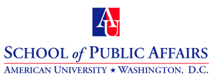 AU
SCHOOL of PUBLIC AFFAIRS
AMERICAN UNIVERSITY ★ WASHINGTON, D.C.